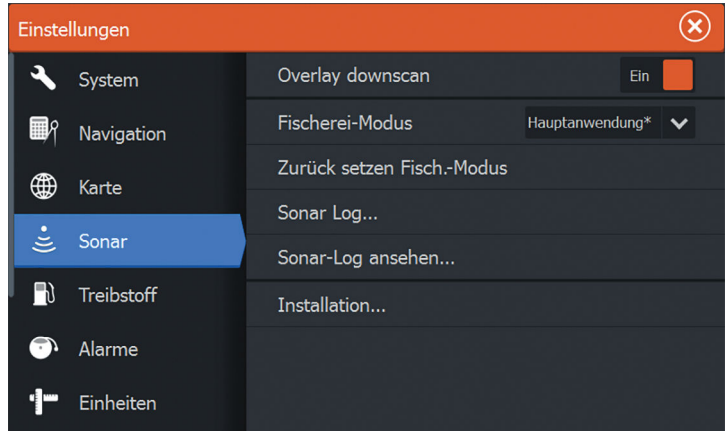 Einstellungen
System
Navigation
Karte
Sonar
Treibstoff
Alarme
Einheiten
Overlay downscan Ein
Fischerei-Modus Hauptanwendung*
Zurück setzen Fisch.-Modus
Sonar Log...
Sonar-Log ansehen...
Installation...